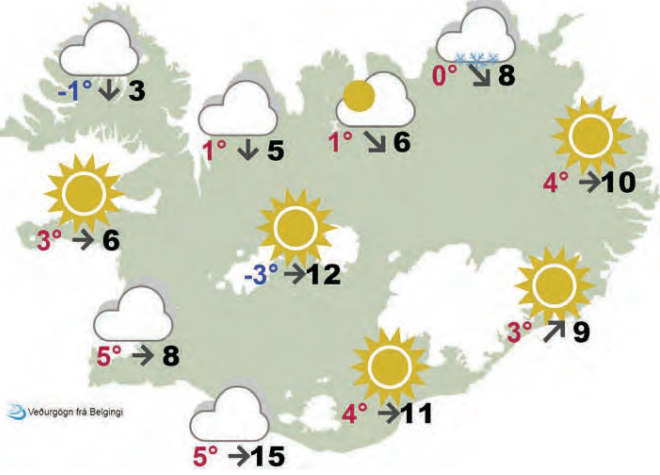 0° ↘ 8
-1° ↓ 3
1° ↓ 5
1° ↘ 6
4° →10
3° → 6
-3° →12
3° ↗ 9
5° → 8
4° →11
Veðurgögn frá Belgingi
5° →15